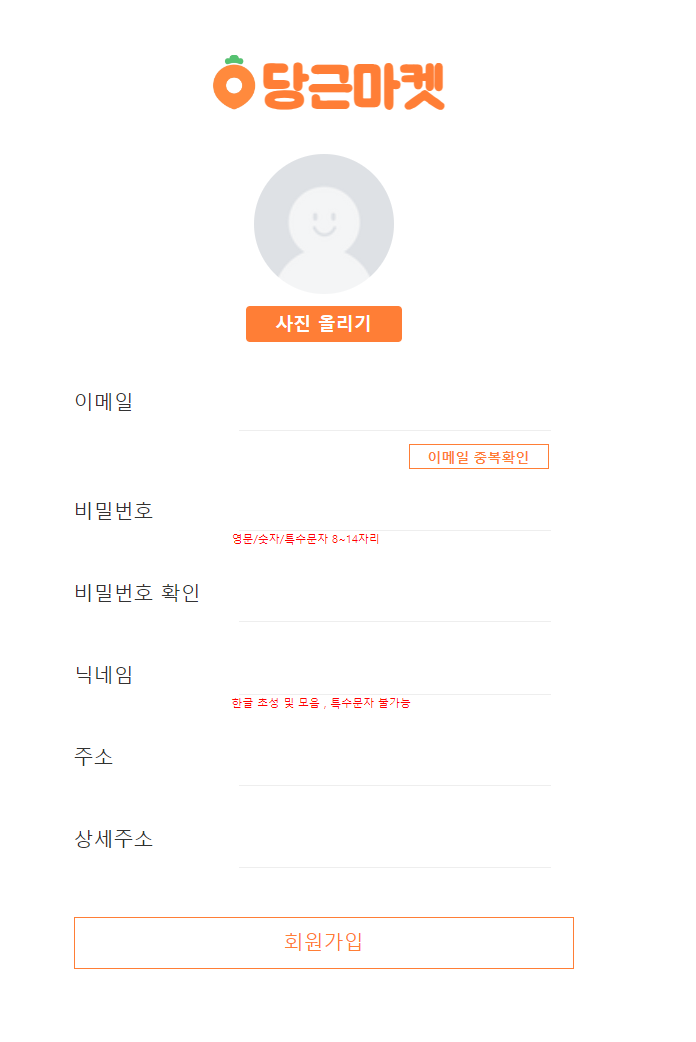 당근마켓
사진 올리기
이메일
이메일 중복확인
비밀번호
영문/숫자/특수문자 8~14자리
비밀번호 확인
닉네임
한글 초성 및 모음 , 특수문자 불가능
주소
상세주소
회원가입